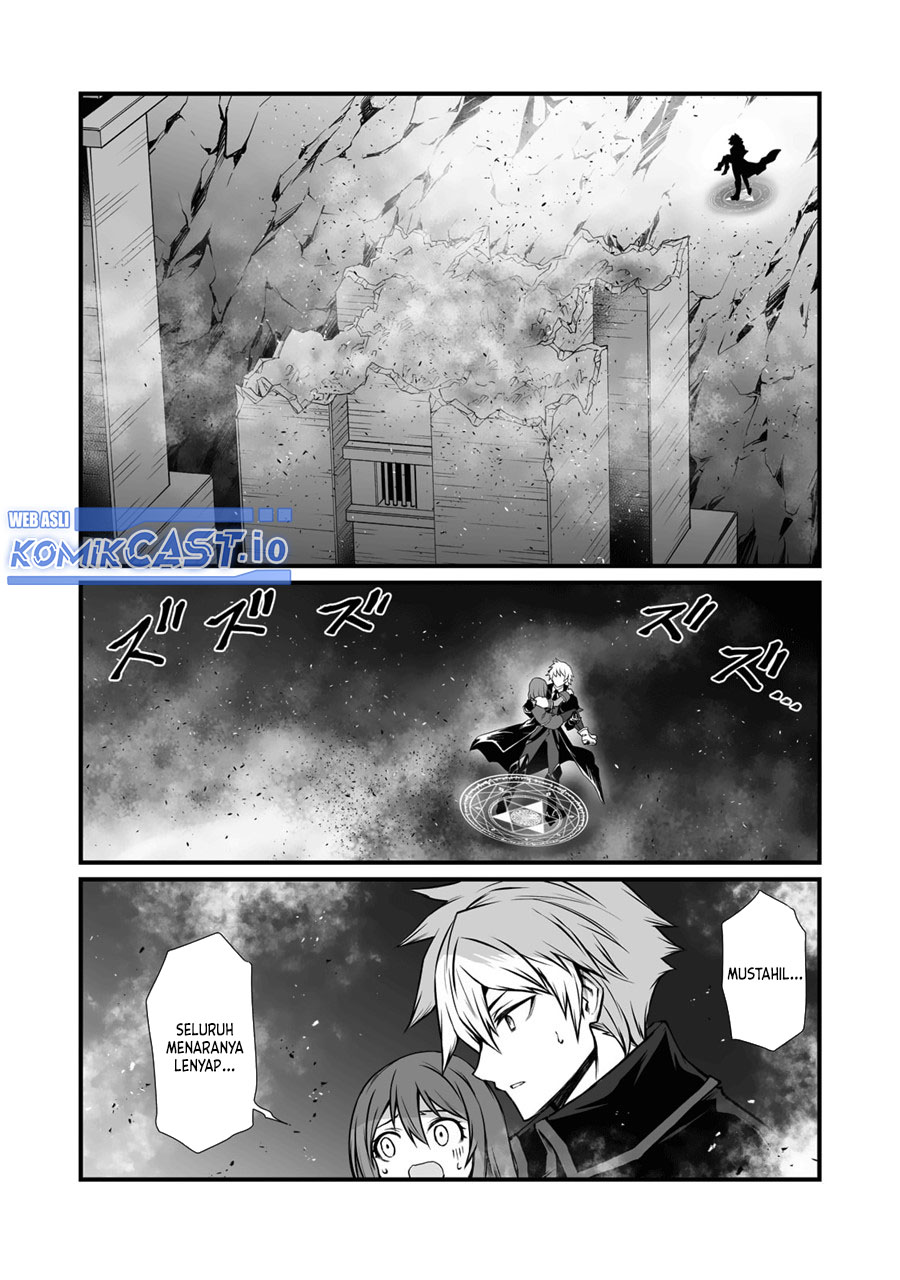 WEB ASLI
KOMIKCAST.io
ズズズ
ズズ...
MUSTAHIL...
SELURUH
MENARANYA
LENYAP...